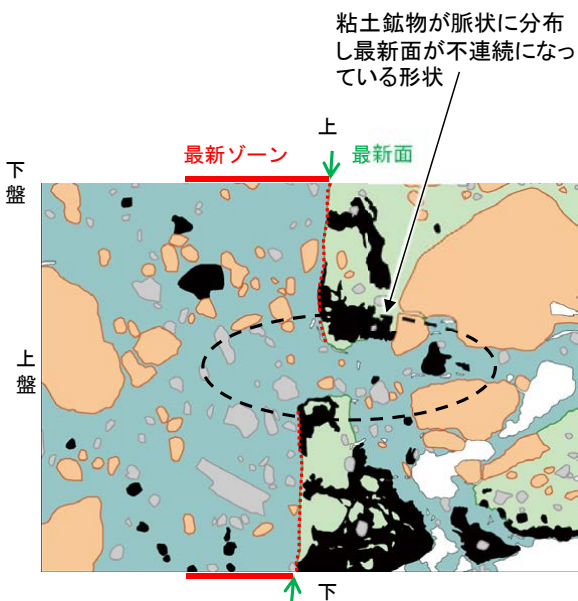 粘土鉱物が脈状に分布
し最新面が不連続になっ
ている形状
上
最新ゾーン
最新面
下盤
上盤
下